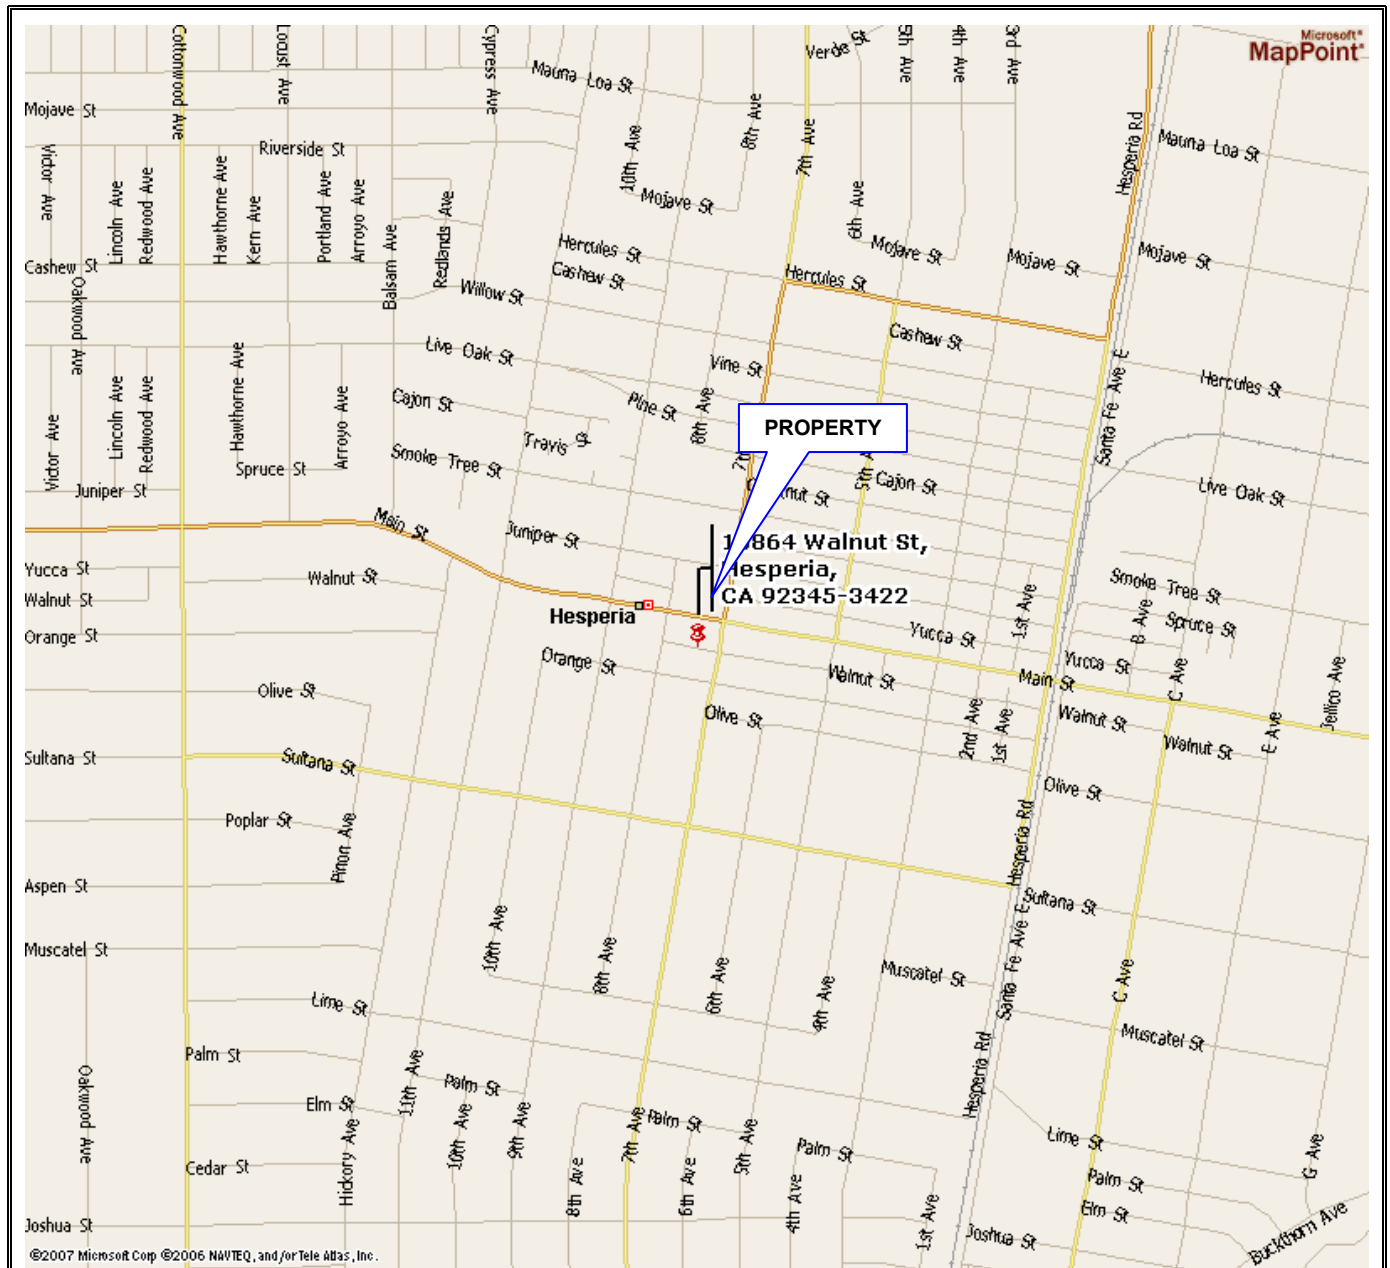 Microsoft®
MapPoint®
Verde St
5th Ave
4th Ave
3rd Ave
Cottonwood Ave
Locust Ave
Cypress Ave
Mauna Loa St
Mojave St
Riverside St
10th Ave
8th Ave
7th Ave
Hesperia Rd
Mauna Loa St
Victor Ave
Lincoln Ave
Redwood Ave
Hawthorne Ave
Kern Ave
Portland Ave
Arroyo Ave
Balsam Ave
Redlands Ave
Mojave St
6th Ave
Mojave St
Mojave St
Mojave St
Hercules St
Cashew St
Hercules St
Cashew St
Oakwood Ave
Willow St
Cashew St
Live Oak St
Vine St
Santa Fe Ave E
Hercules St
Hawthorne Ave
Lincoln Ave
Redwood Ave
Arroyo Ave
Victor Ave
Cajon St
Pine St
8th Ave
PROPERTY
Travis Ct
Smoke Tree St
Spruce St
Juniper St
7th
5th A
Cajon St
nut St
Live Oak St
Main St
Juniper St
864 Walnut St,
Hesperia,
CA 92345-3422
Hesperia
Yucca St
Walnut St
Walnut St
Orange St
Orange St
Smoke Tree St
1st Ave
B Ave
Spruce St
Yucca St
Yucca St
Walnut St
Main St
C Ave
Jellico Ave
Olive St
Olive St
2nd Ave
1st Ave
Walnut St
Walnut St
E Ave
Sultana St
Sultana St
Olive St
Poplar St
Pinon Ave
Hesperia Rd
Aspen St
Sultana St
Muscatel St
10th Ave
8th Ave
6th Ave
4th Ave
Muscatel St
Santa Fe Ave E
C Ave
Lime St
Muscatel St
Palm St
Oakwood Ave
11th Ave
Palm St
Hesperia Rd
Elm St
Hickory Ave
10th Ave
9th Ave
7th Ave
Palm St
5th Ave
Palm St
Lime St
G Ave
Cedar St
8th Ave
6th Ave
4th Ave
1st Ave
Palm St
Elm St
Joshua St
Joshua St
Buckthorn Ave
©2007 Microsoft Corp ©2006 NAVTEQ, and/or Tele Atlas, Inc.